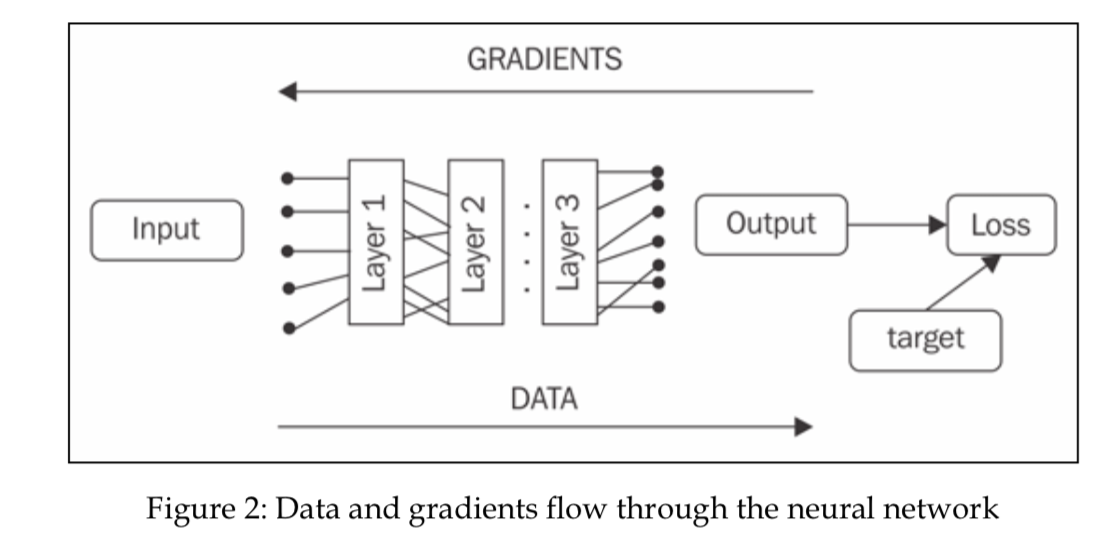 GRADIENTS
Input
Layer 1
Layer 2
Layer 3
Output
Loss
target
DATA
Figure 2: Data and gradients flow through the neural network